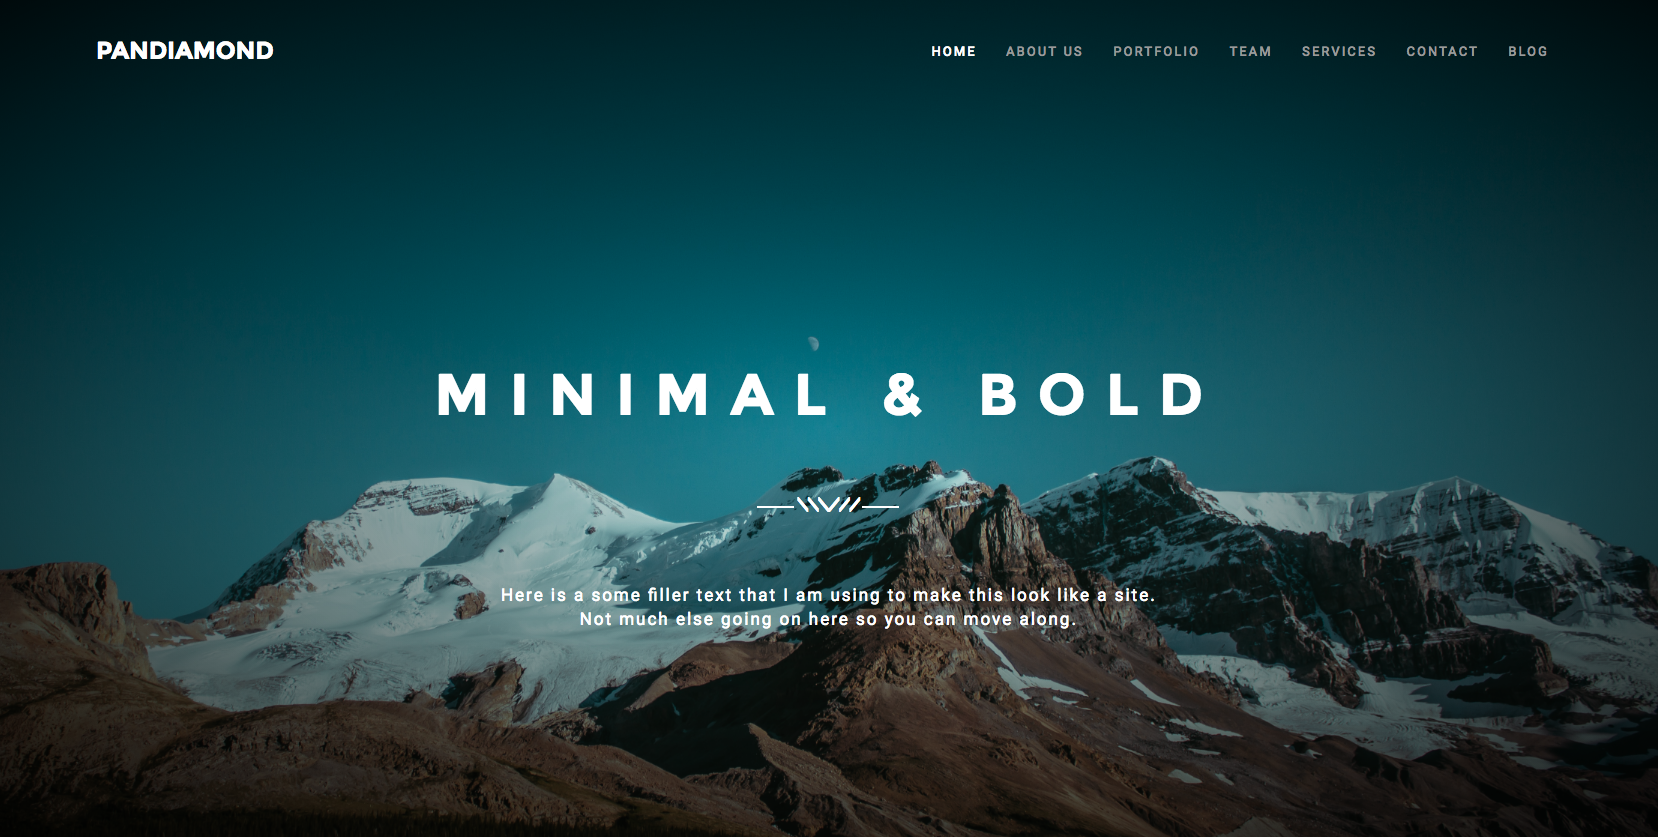 PANDIAMOND
HOME ABOUT US PORTFOLIO TEAM SERVICES CONTACT BLOG
MINIMAL & BOLD
Here is a some filler text that I am using to make this look like a site.
Not much else going on here so you can move along.